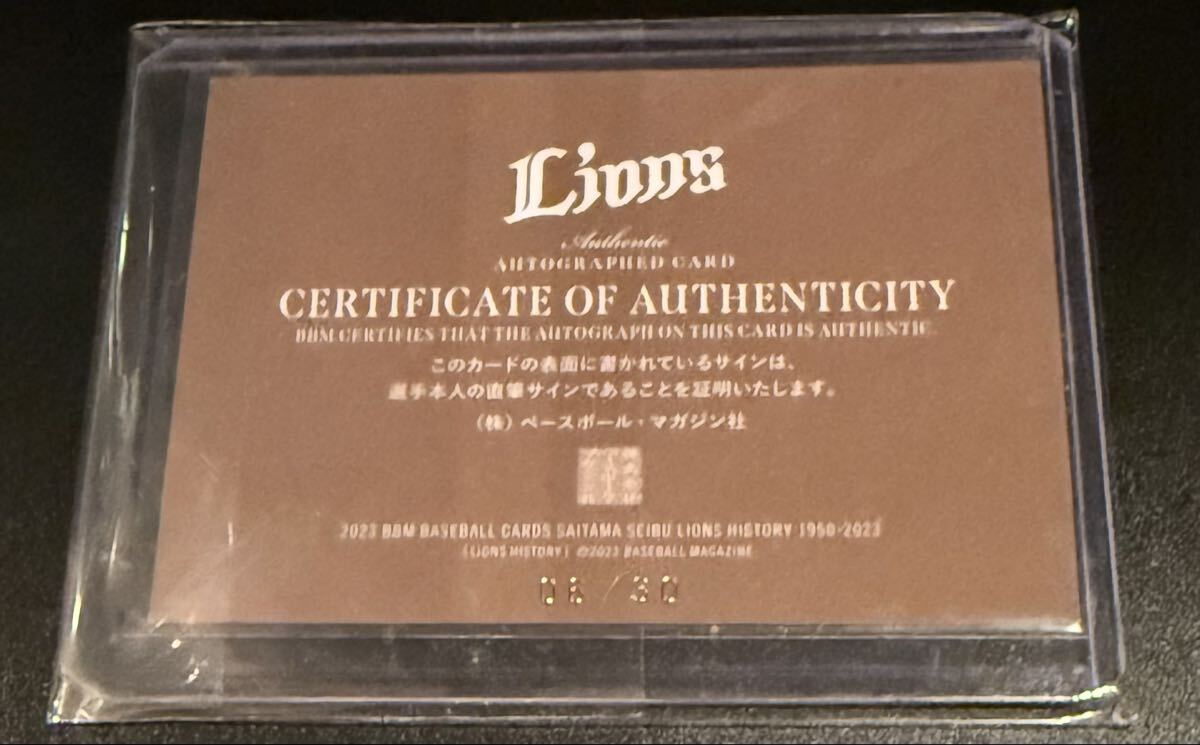 Lions
Authentic
AUTOGRAPHED CARD
CERTIFICATE OF AUTHENTICITY
BBM CERTIFIES THAT THE AUTOGRAPH ON THIS CARD IS AUTHENTIC.
このカードの表面に書かれているサインは、
選手本人の直筆サインであることを証明いたします。
（株）ベースボール・マガジン社
2023 BBM BASEBALL CARDS SAITAMA SEIBU LIONS HISTORY 1950-2023
[LIONS HISTORY] ©2023 BASEBALL MAGAZINE
/30